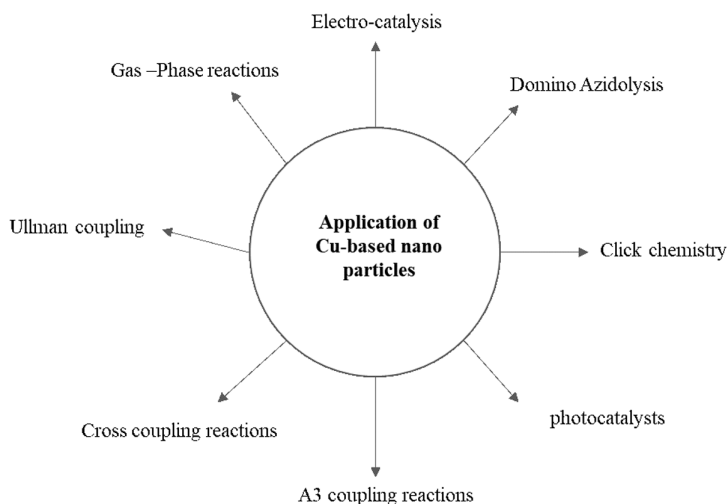 Electro-catalysis
Gas –Phase reactions
Domino Azidolysis
Ullman coupling
Application of
Cu-based nano
particles
Click chemistry
Cross coupling reactions
photocatalysts
A3 coupling reactions